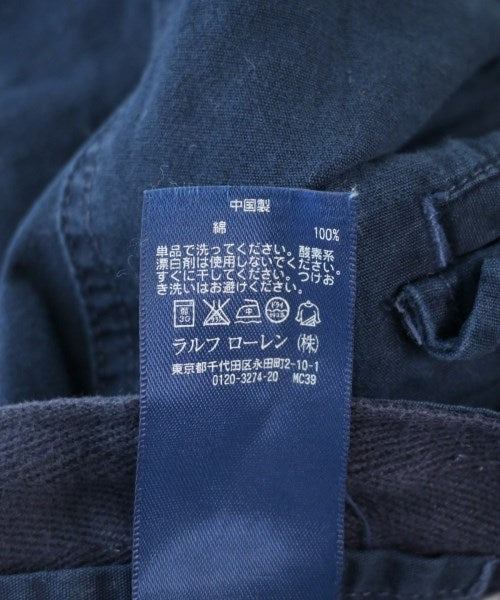 中国製
綿 100%
単品で洗ってください。酸素系
漂白剤は使用しないでください。
すぐに干してください。つけお
き洗いはお避けください。
ラルフ ローレン (株)
東京都千代田区永田町2-10-1
0120-3274-20 MC39